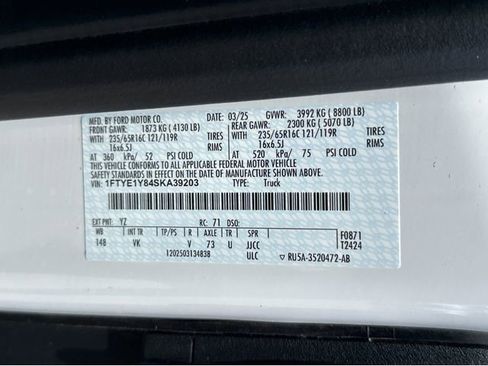 MFD. BY FORD MOTOR CO. DATE: 03/25 GVWR: 3992 KG ( 8800 LB)
FRONT GAWR: 1873 KG ( 4130 LB) REAR GAWR: 2300 KG ( 5070 LB)
WITH 235/65R16C 121/119R TIRES WITH 235/65R16C 121/119R TIRES
16x6.5J RIMS 16x6.5J RIMS
AT 360 kPa/ 52 PSI COLD AT 520 kPa/ 75 PSI COLD
THIS VEHICLE CONFORMS TO ALL APPLICABLE FEDERAL MOTOR VEHICLE
SAFETY STANDARDS IN EFFECT ON THE DATE OF MANUFACTURE SHOWN ABOVE.
VIN: 1FTYE1Y84SKA39203 TYPE: Truck
EXT PNT: YZ RC: 71 DSO: F0871
WB INT TR TP/PS R AXLE TR SPR T2424
148 VK V 73 U JJCC
1202503134838 ULC RU5A-3520472-AB